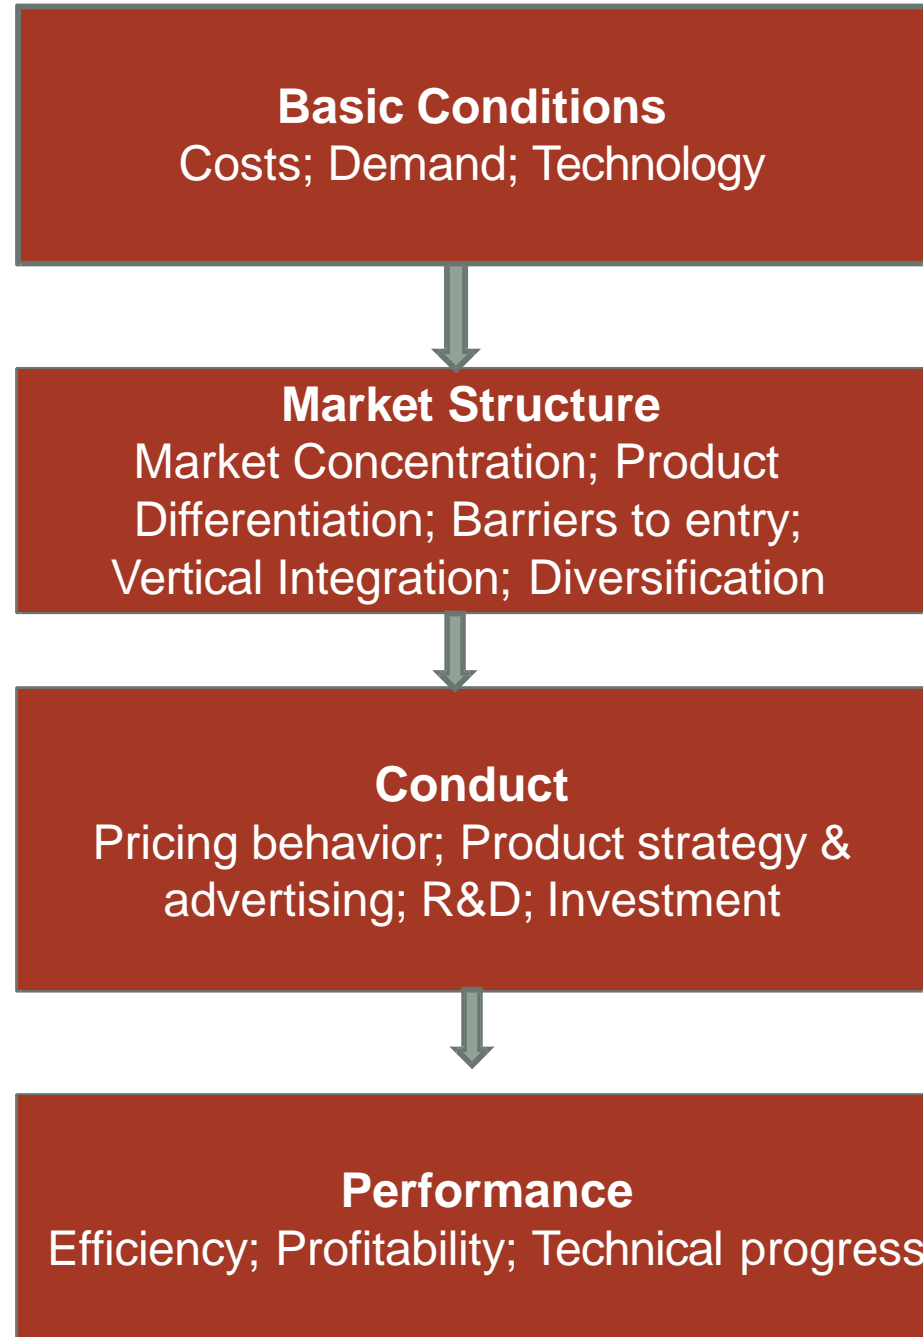 Basic Conditions
Costs; Demand; Technology
Market Structure
Market Concentration; Product
Differentiation; Barriers to entry;
Vertical Integration; Diversification
Conduct
Pricing behavior; Product strategy &
advertising; R&D; Investment
Performance
Efficiency; Profitability; Technical progress